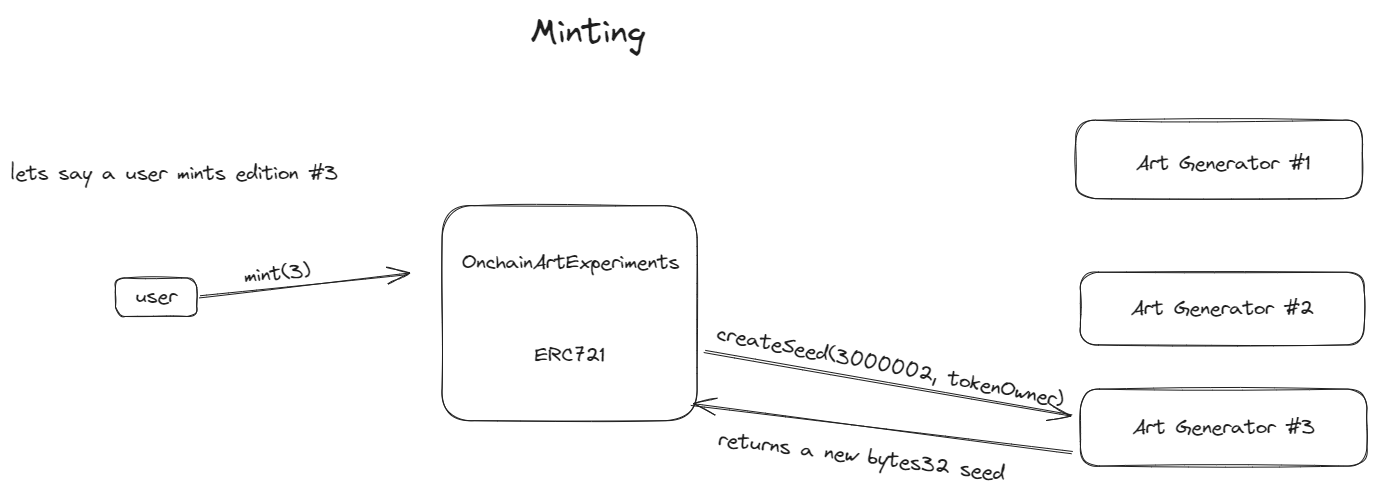 Minting
lets say a user mints edition #3
user
mint(3)
OnchainArtExperiments
ERC721
createSeed(3000002, tokenOwner)
returns a new bytes32 seed
Art Generator #1
Art Generator #2
Art Generator #3